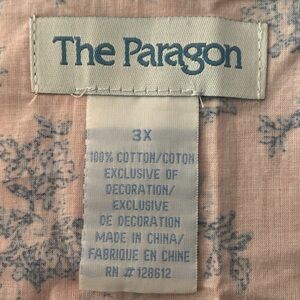 The Paragon
3X
100% COTTON/COTON
EXCLUSIVE OF
DECORATION/
EXCLUSIVE
DE DECORATION
MADE IN CHINA/
FABRIQUE EN CHINE
RN # 128612